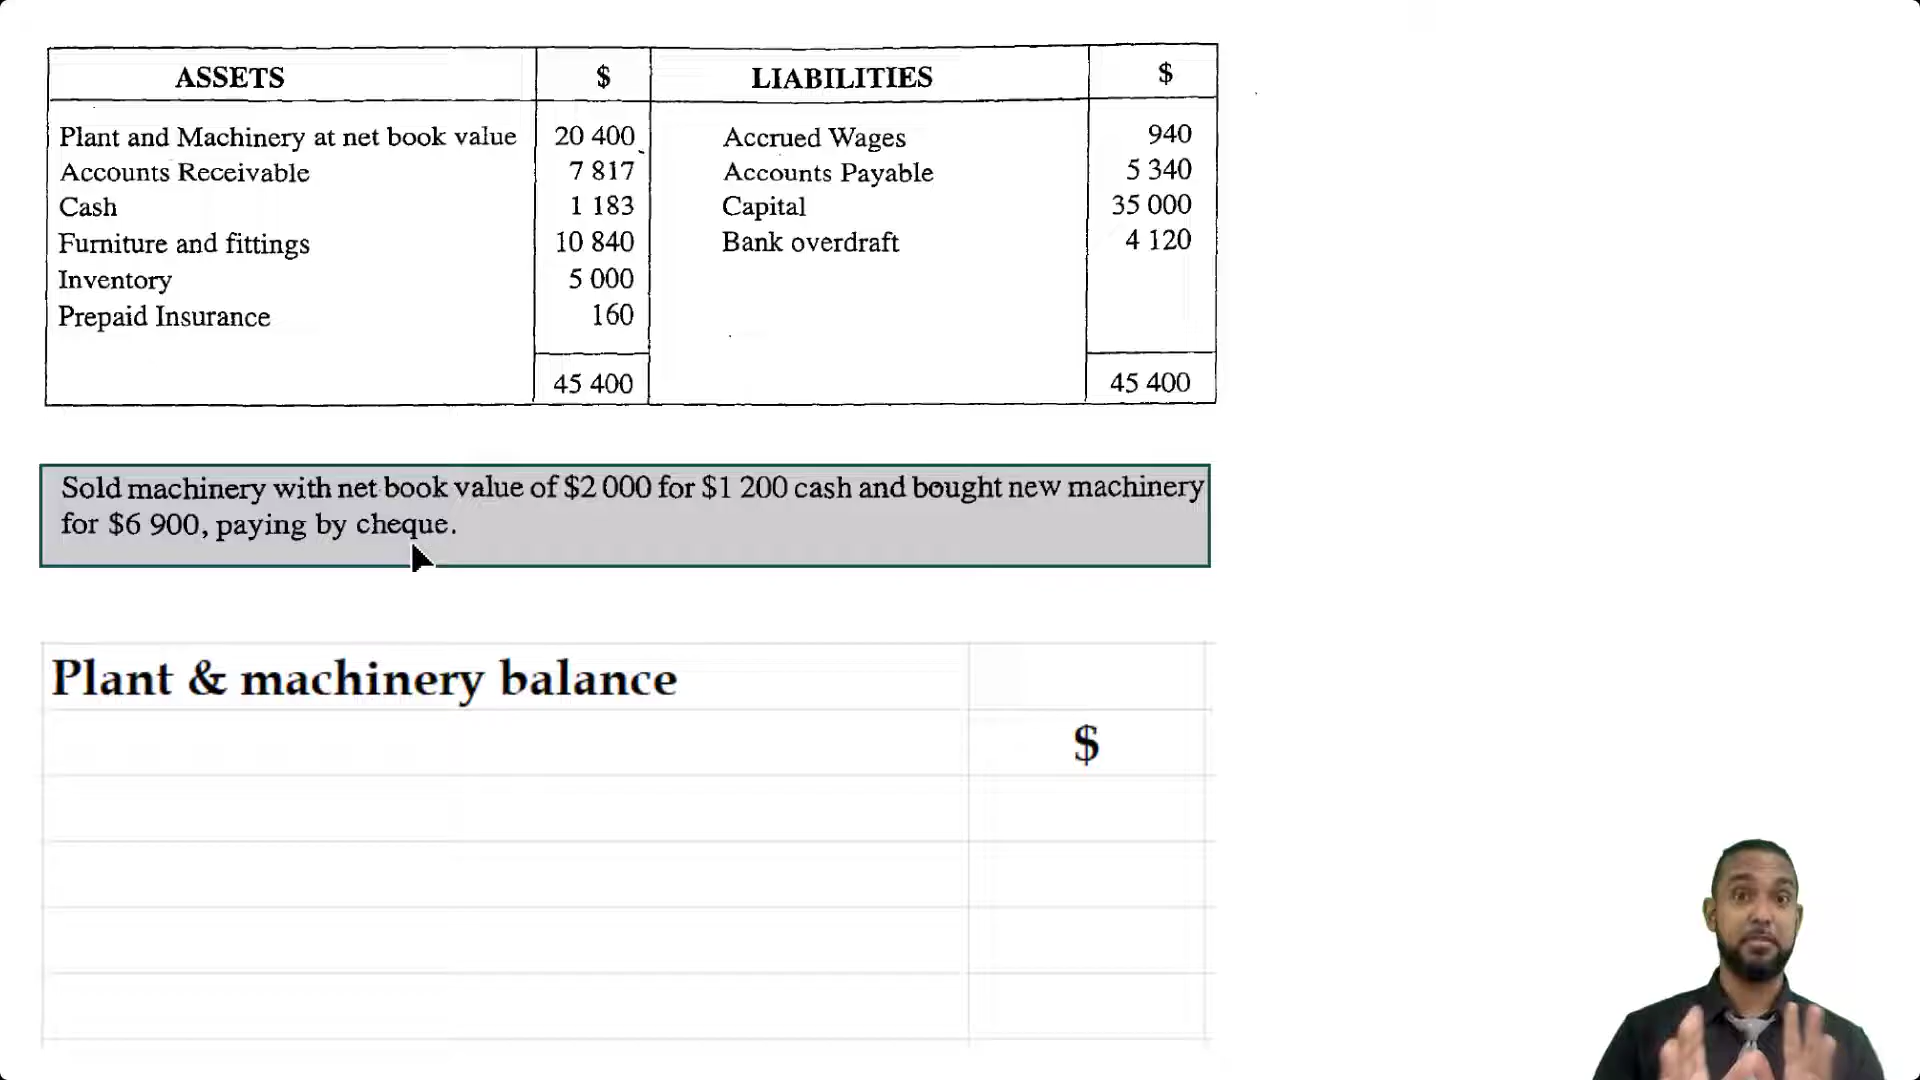 ASSETS $ LIABILITIES $
Plant and Machinery at net book value 20 400 Accrued Wages 940
Accounts Receivable 7 817 Accounts Payable 5 340
Cash 1 183 Capital 35 000
Furniture and fittings 10 840 Bank overdraft 4 120
Inventory 5 000
Prepaid Insurance 160
45 400 45 400
Sold machinery with net book value of $2 000 for $1 200 cash and bought new machinery
for $6 900, paying by cheque.
Plant & machinery balance
$